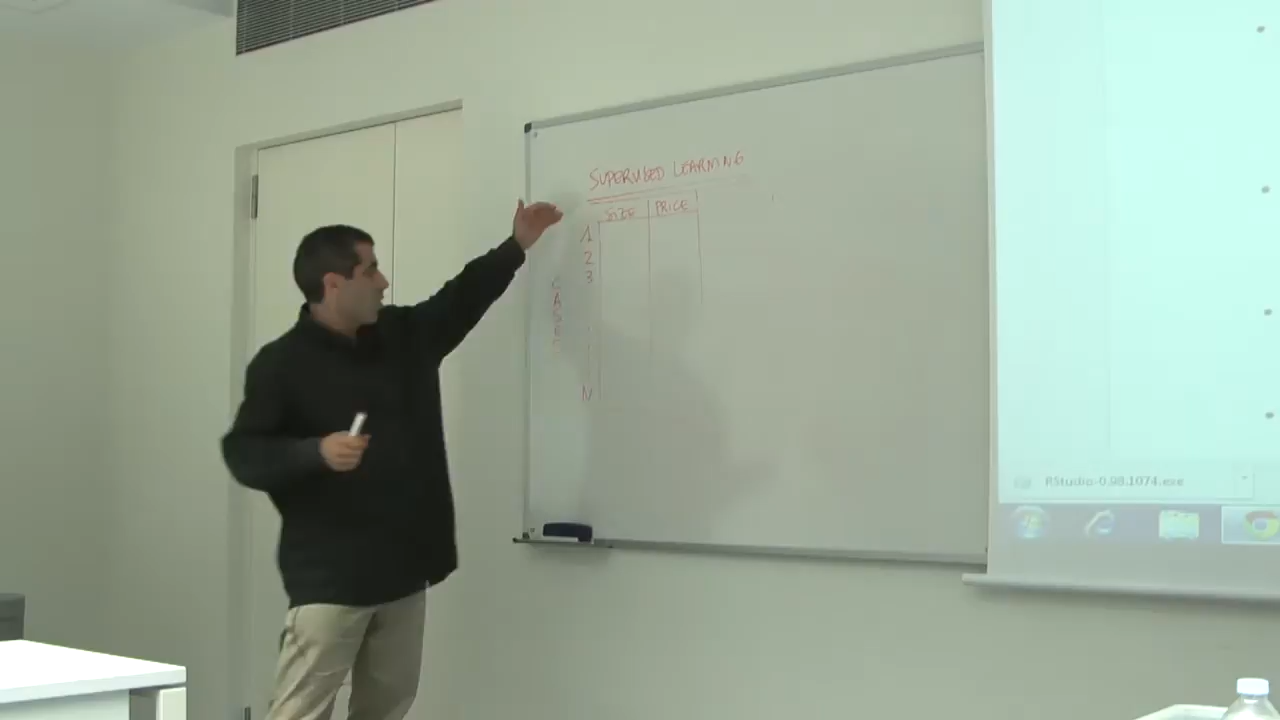 SUPERVISED LEARNING
SIZE PRICE
1
2
3
CASES
N
RStudio-0.98.1074.exe